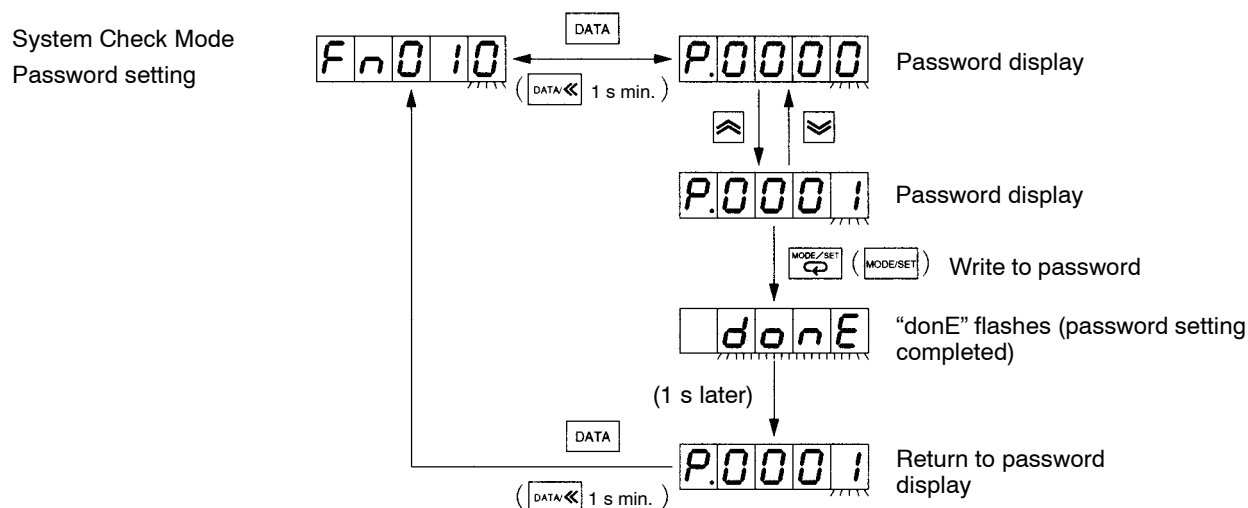 System Check Mode
Password setting
Fn010
DATA
(DATA/≪ 1 s min.)
P.0000
Password display
P.0001
Password display
MODE/SET (MODE/SET) Write to password
donE
“donE” flashes (password setting
completed)
(1 s later)
DATA
(DATA/≪ 1 s min.)
P.0001
Return to password
display